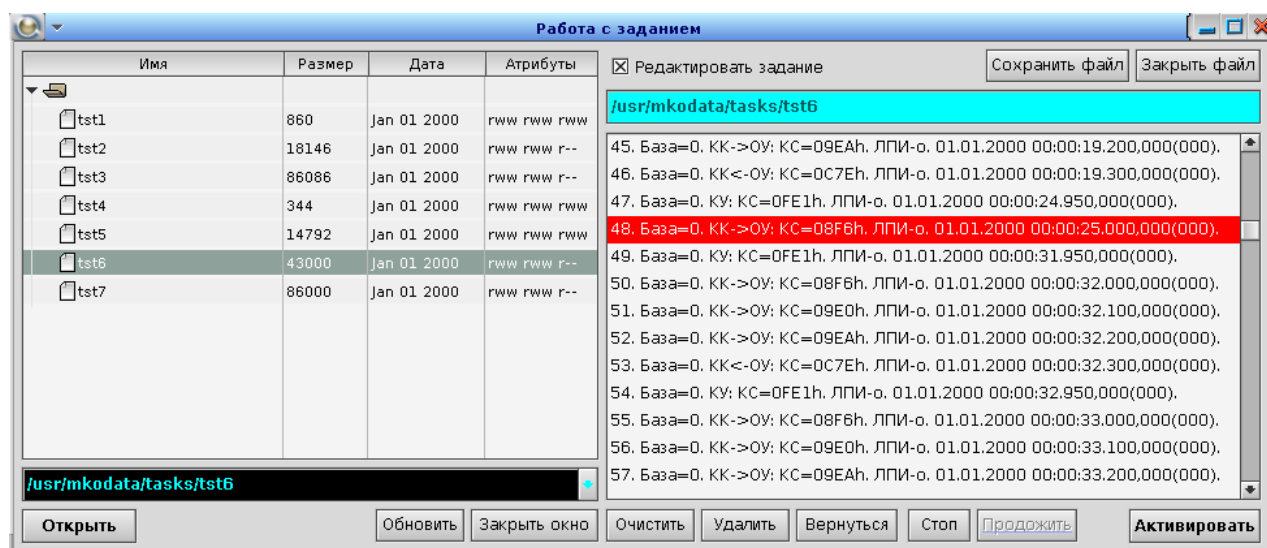 Работа с заданием
Имя Размер Дата Атрибуты
tst1 860 Jan 01 2000 rww rww rww
tst2 18146 Jan 01 2000 rww rww r--
tst3 86086 Jan 01 2000 rww rww r--
tst4 344 Jan 01 2000 rww rww rww
tst5 14792 Jan 01 2000 rww rww rww
tst6 43000 Jan 01 2000 rww rww r--
tst7 86000 Jan 01 2000 rww rww r--
/usr/mkodata/tasks/tst6
Открыть Обновить Закрыть окно
Редактировать задание Сохранить файл Закрыть файл
/usr/mkodata/tasks/tst6
45. База=0. КК->ОУ: КС=09EAh. ЛПИ-о. 01.01.2000 00:00:19.200,000(000).
46. База=0. КК<-ОУ: КС=0C7Eh. ЛПИ-о. 01.01.2000 00:00:19.300,000(000).
47. База=0. КУ: КС=0FE1h. ЛПИ-о. 01.01.2000 00:00:24.950,000(000).
48. База=0. КК->ОУ: КС=08F6h. ЛПИ-о. 01.01.2000 00:00:25.000,000(000).
49. База=0. КУ: КС=0FE1h. ЛПИ-о. 01.01.2000 00:00:31.950,000(000).
50. База=0. КК->ОУ: КС=08F6h. ЛПИ-о. 01.01.2000 00:00:32.000,000(000).
51. База=0. КК->ОУ: КС=09E0h. ЛПИ-о. 01.01.2000 00:00:32.100,000(000).
52. База=0. КК->ОУ: КС=09EAh. ЛПИ-о. 01.01.2000 00:00:32.200,000(000).
53. База=0. КК<-ОУ: КС=0C7Eh. ЛПИ-о. 01.01.2000 00:00:32.300,000(000).
54. База=0. КУ: КС=0FE1h. ЛПИ-о. 01.01.2000 00:00:32.950,000(000).
55. База=0. КК->ОУ: КС=08F6h. ЛПИ-о. 01.01.2000 00:00:33.000,000(000).
56. База=0. КК->ОУ: КС=09E0h. ЛПИ-о. 01.01.2000 00:00:33.100,000(000).
57. База=0. КК->ОУ: КС=09EAh. ЛПИ-о. 01.01.2000 00:00:33.200,000(000).
Очистить Удалить Вернуться Стоп Продожить Активировать